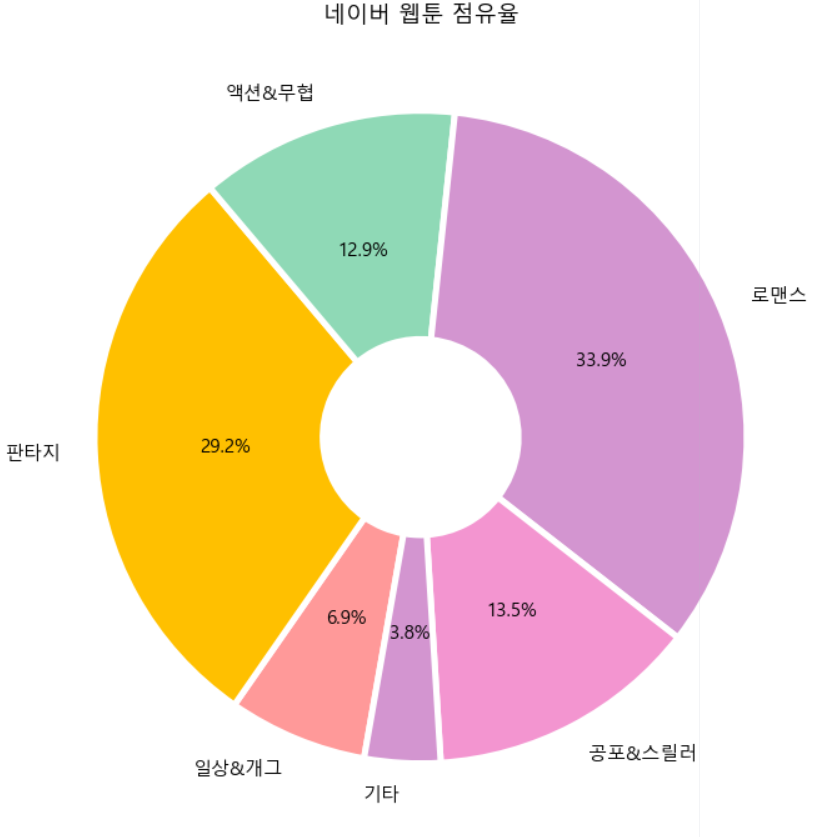 네이버 웹툰 점유율
액션&무협
12.9%
로맨스
33.9%
판타지
29.2%
6.9%
3.8%
13.5%
일상&개그
기타
공포&스릴러